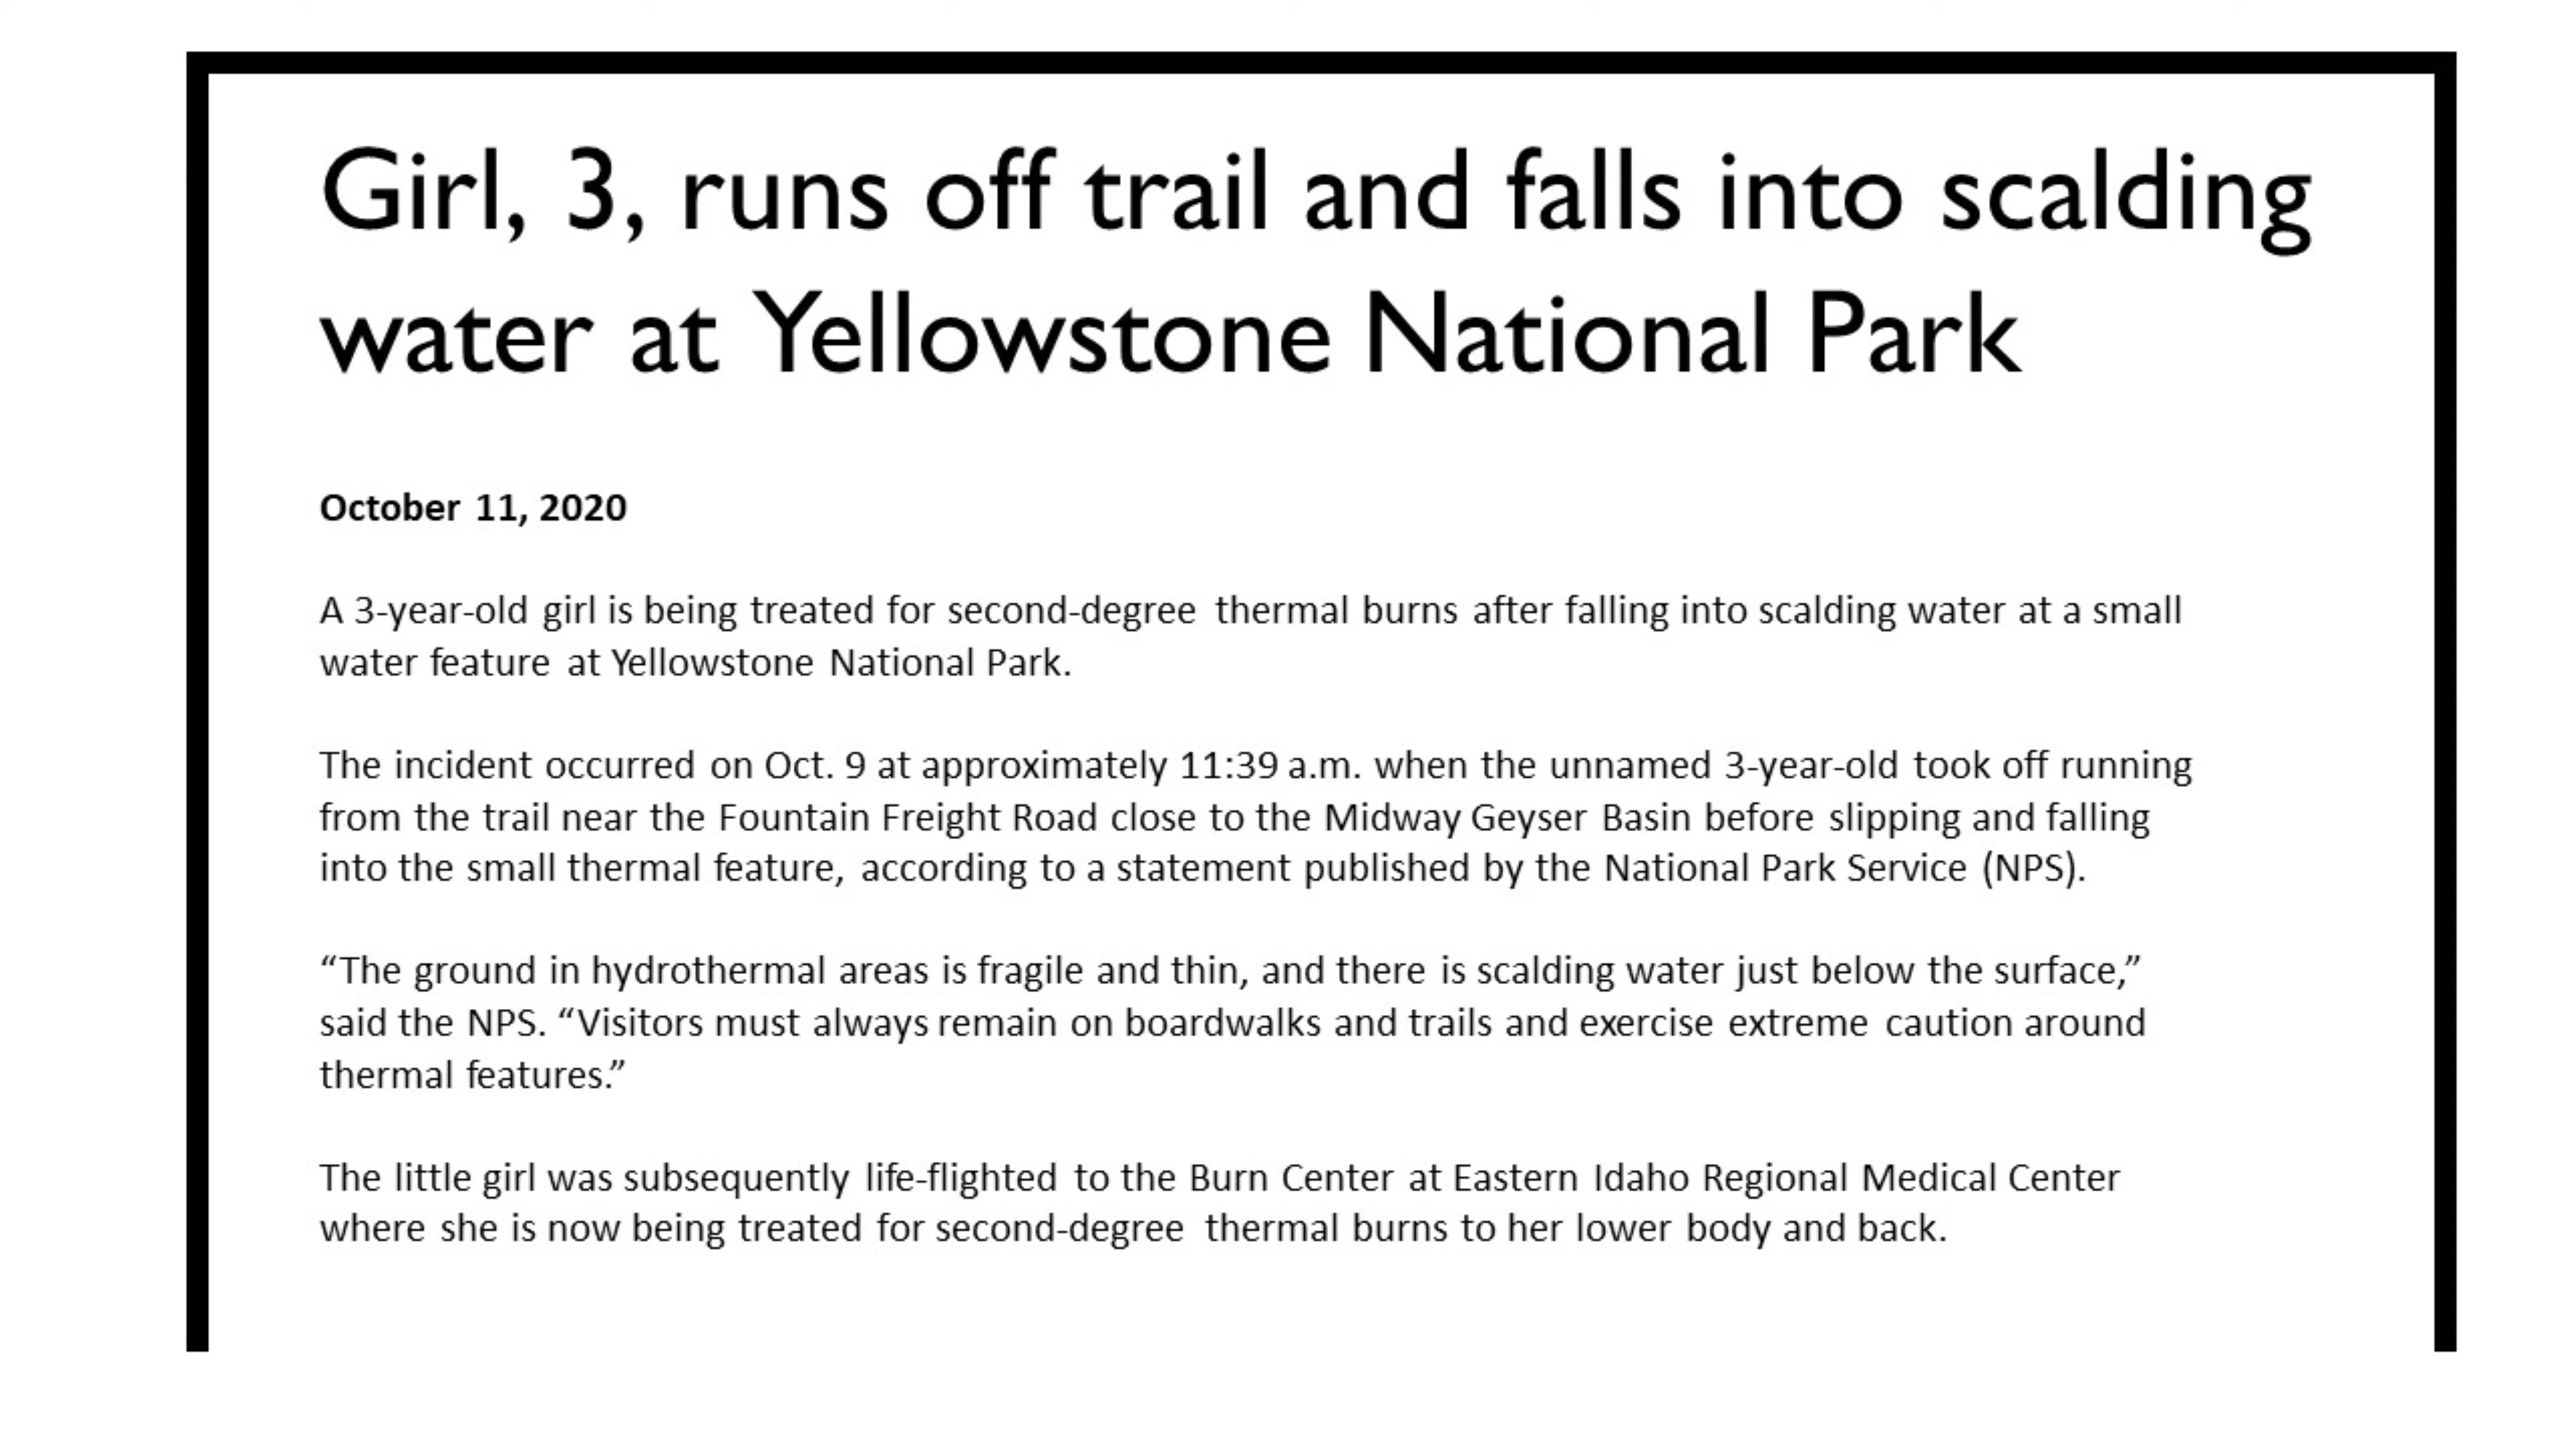 Girl, 3, runs off trail and falls into scalding
water at Yellowstone National Park
October 11, 2020
A 3-year-old girl is being treated for second-degree thermal burns after falling into scalding water at a small
water feature at Yellowstone National Park.
The incident occurred on Oct. 9 at approximately 11:39 a.m. when the unnamed 3-year-old took off running
from the trail near the Fountain Freight Road close to the Midway Geyser Basin before slipping and falling
into the small thermal feature, according to a statement published by the National Park Service (NPS).
“The ground in hydrothermal areas is fragile and thin, and there is scalding water just below the surface,”
said the NPS. “Visitors must always remain on boardwalks and trails and exercise extreme caution around
thermal features.”
The little girl was subsequently life-flighted to the Burn Center at Eastern Idaho Regional Medical Center
where she is now being treated for second-degree thermal burns to her lower body and back.